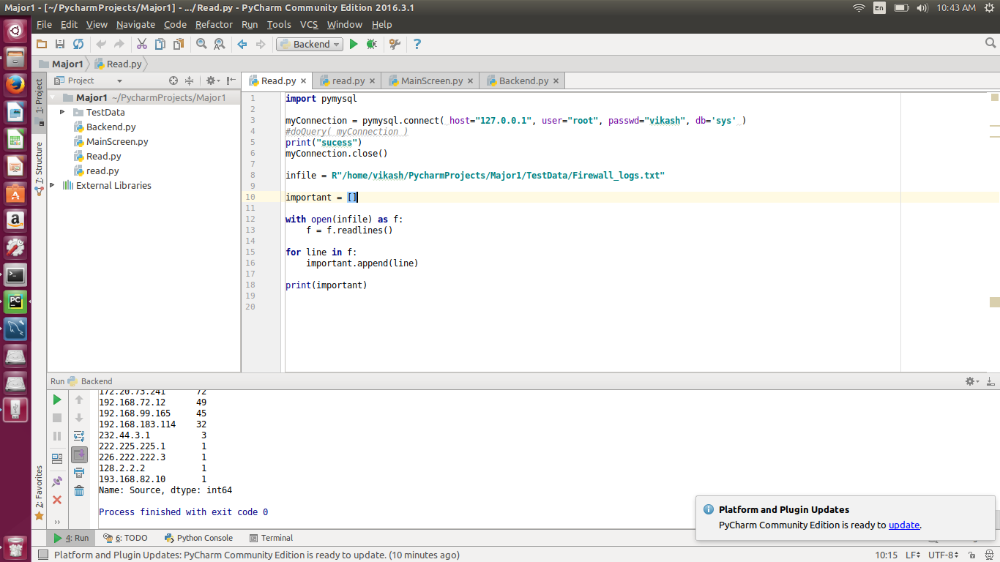 Major1 - [~/PycharmProjects/Major1] - .../Read.py - PyCharm Community Edition 2016.3.1
En
10:43 AM
File Edit View Navigate Code Refactor Run Tools VCS Window Help
Backend
Major1 Read.py
1: Project
7: Structure
2: Favorites
Project
Major1 ~/PycharmProjects/Major1
TestData
Backend.py
MainScreen.py
Read.py
read.py
External Libraries
Read.py read.py MainScreen.py Backend.py
1 import pymysql
2
3 myConnection = pymysql.connect( host="127.0.0.1", user="root", passwd="vikash", db='sys' )
4 #doQuery( myConnection )
5 print("sucess")
6 myConnection.close()
7
8 infile = R"/home/vikash/PycharmProjects/Major1/TestData/Firewall_logs.txt"
9
10 important = []
11
12 with open(infile) as f:
13     f = f.readlines()
14
15 for line in f:
16     important.append(line)
17
18 print(important)
19
20
Run Backend
172.20.73.241 72
192.168.72.12 49
192.168.99.165 45
192.168.183.114 32
232.44.3.1 3
222.225.225.1 1
226.222.222.3 1
128.2.2.2 1
193.168.82.10 1
Name: Source, dtype: int64
Process finished with exit code 0
Platform and Plugin Updates
PyCharm Community Edition is ready to update.
4: Run 6: TODO Python Console Terminal
Platform and Plugin Updates: PyCharm Community Edition is ready to update. (10 minutes ago)
10:15 LF UTF-8